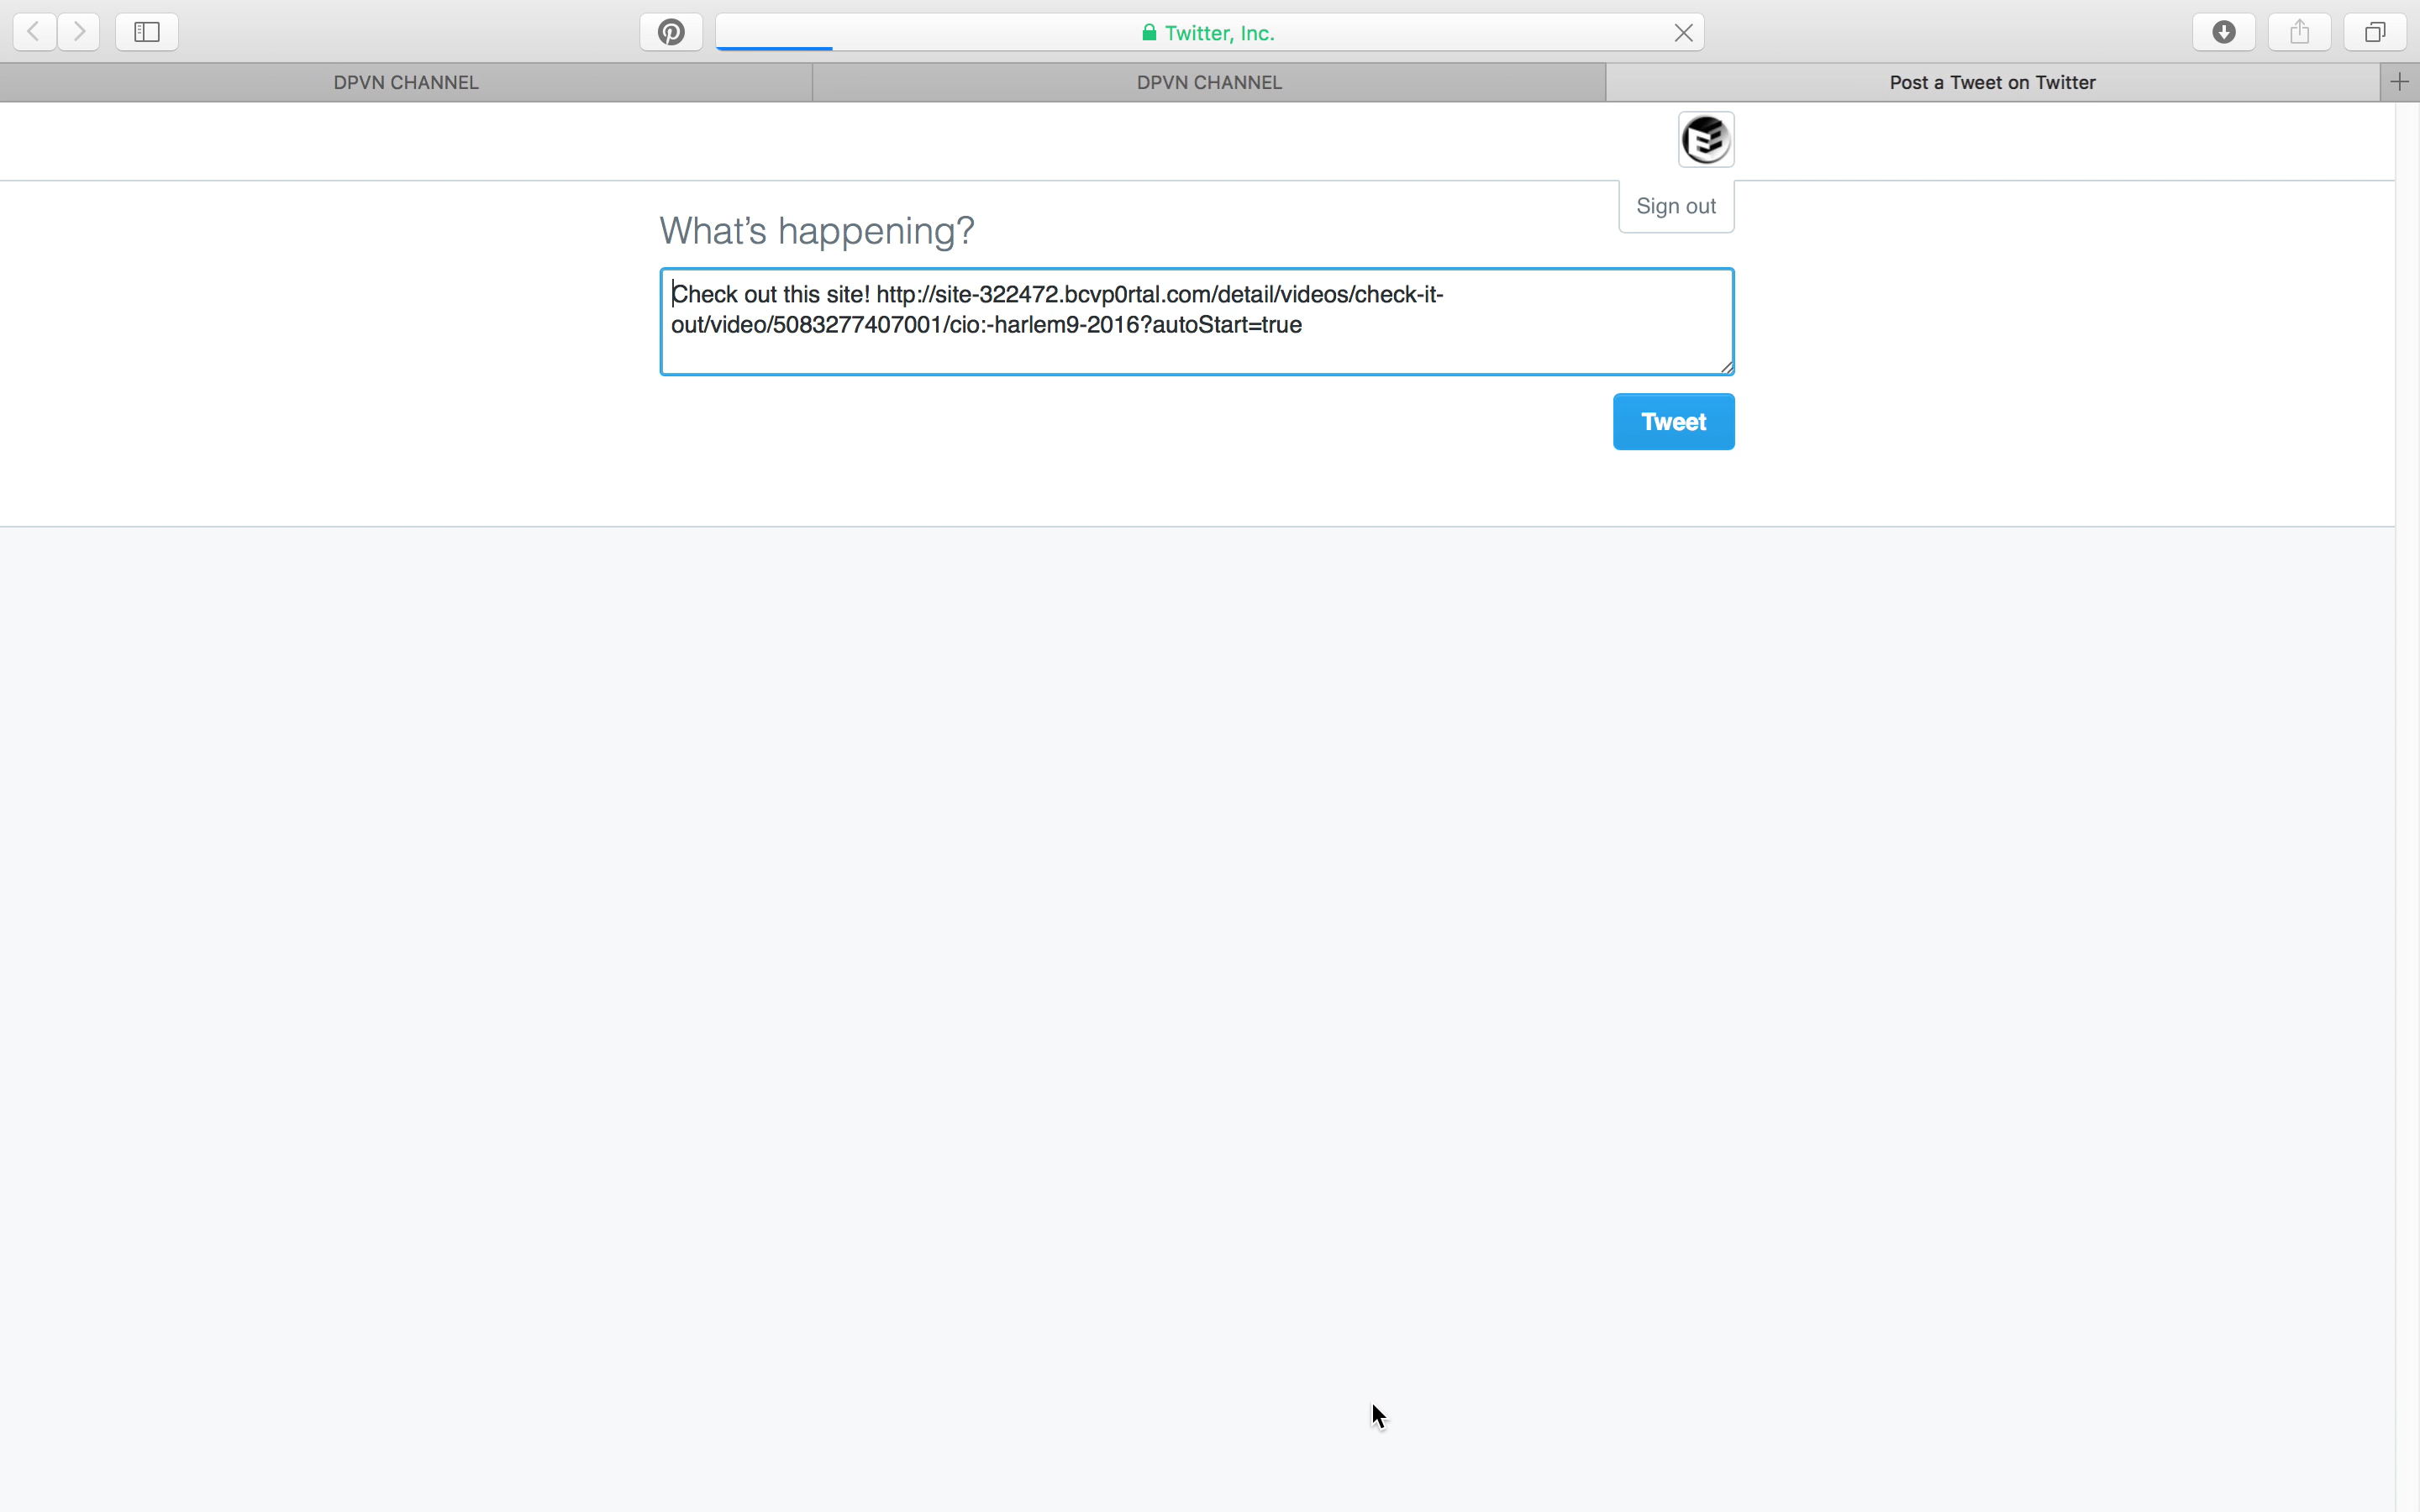 Twitter, Inc.
DPVN CHANNEL
DPVN CHANNEL
Post a Tweet on Twitter
Sign out
What's happening?
Check out this site! http://site-322472.bcvp0rtal.com/detail/videos/check-it-
out/video/5083277407001/cio:-harlem9-2016?autoStart=true
Tweet